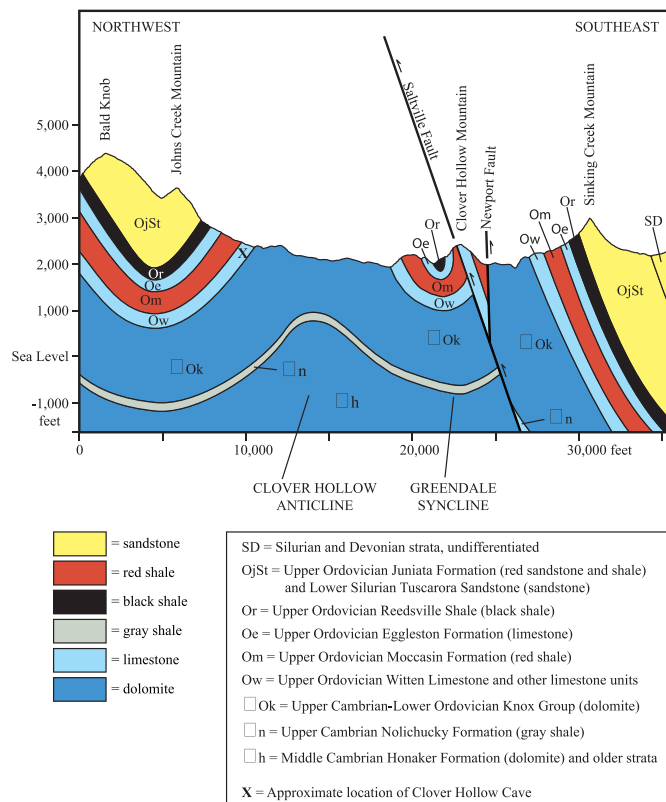 NORTHWEST
SOUTHEAST
Bald Knob
Johns Creek Mountain
Saltville Fault
Clover Hollow Mountain
Newport Fault
Sinking Creek Mountain
5,000
4,000
3,000
2,000
1,000
Sea Level
-1,000
feet
OjSt
Or
Oe
Om
Ow
X
Or
Oe
Om
Ow
Or
Om
Oe
Ow
SD
OjSt
□Ok
□n
□h
□Ok
□Ok
□n
0
10,000
20,000
30,000 feet
CLOVER HOLLOW
ANTICLINE
GREENDALE
SYNCLINE
= sandstone
= red shale
= black shale
= gray shale
= limestone
= dolomite
SD = Silurian and Devonian strata, undifferentiated
OjSt = Upper Ordovician Juniata Formation (red sandstone and shale)
and Lower Silurian Tuscarora Sandstone (sandstone)
Or = Upper Ordovician Reedsville Shale (black shale)
Oe = Upper Ordovician Eggleston Formation (limestone)
Om = Upper Ordovician Moccasin Formation (red shale)
Ow = Upper Ordovician Witten Limestone and other limestone units
□Ok = Upper Cambrian-Lower Ordovician Knox Group (dolomite)
□n = Upper Cambrian Nolichucky Formation (gray shale)
□h = Middle Cambrian Honaker Formation (dolomite) and older strata
X = Approximate location of Clover Hollow Cave